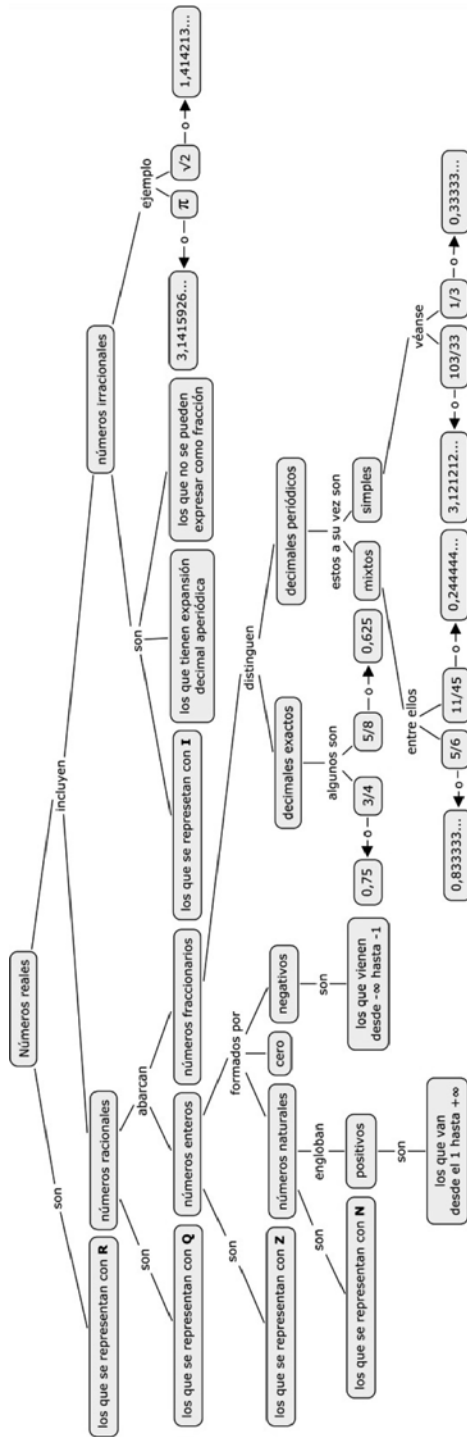 Números reales
son
incluyen
los que se representan con R
números racionales
números irracionales
son
abarcan
son
ejemplo
los que se representan con Q
números enteros
números fraccionarios
los que se represetan con I
los que tienen expansión
decimal aperiódica
los que no se pueden
expresar como fracción
3,1415926...
o
π
√2
o
1,414213...
son
formados por
distinguen
los que se representan con Z
números naturales
cero
negativos
decimales exactos
decimales periódicos
son
engloban
son
algunos son
estos a su vez son
los que se representan con N
positivos
los que vienen
desde -∞ hasta -1
0,75
o
3/4
5/8
o
0,625
mixtos
simples
son
entre ellos
véanse
los que van
desde el 1 hasta +∞
0,833333...
o
5/6
11/45
o
0,244444...
3,121212...
o
103/33
1/3
o
0,33333...